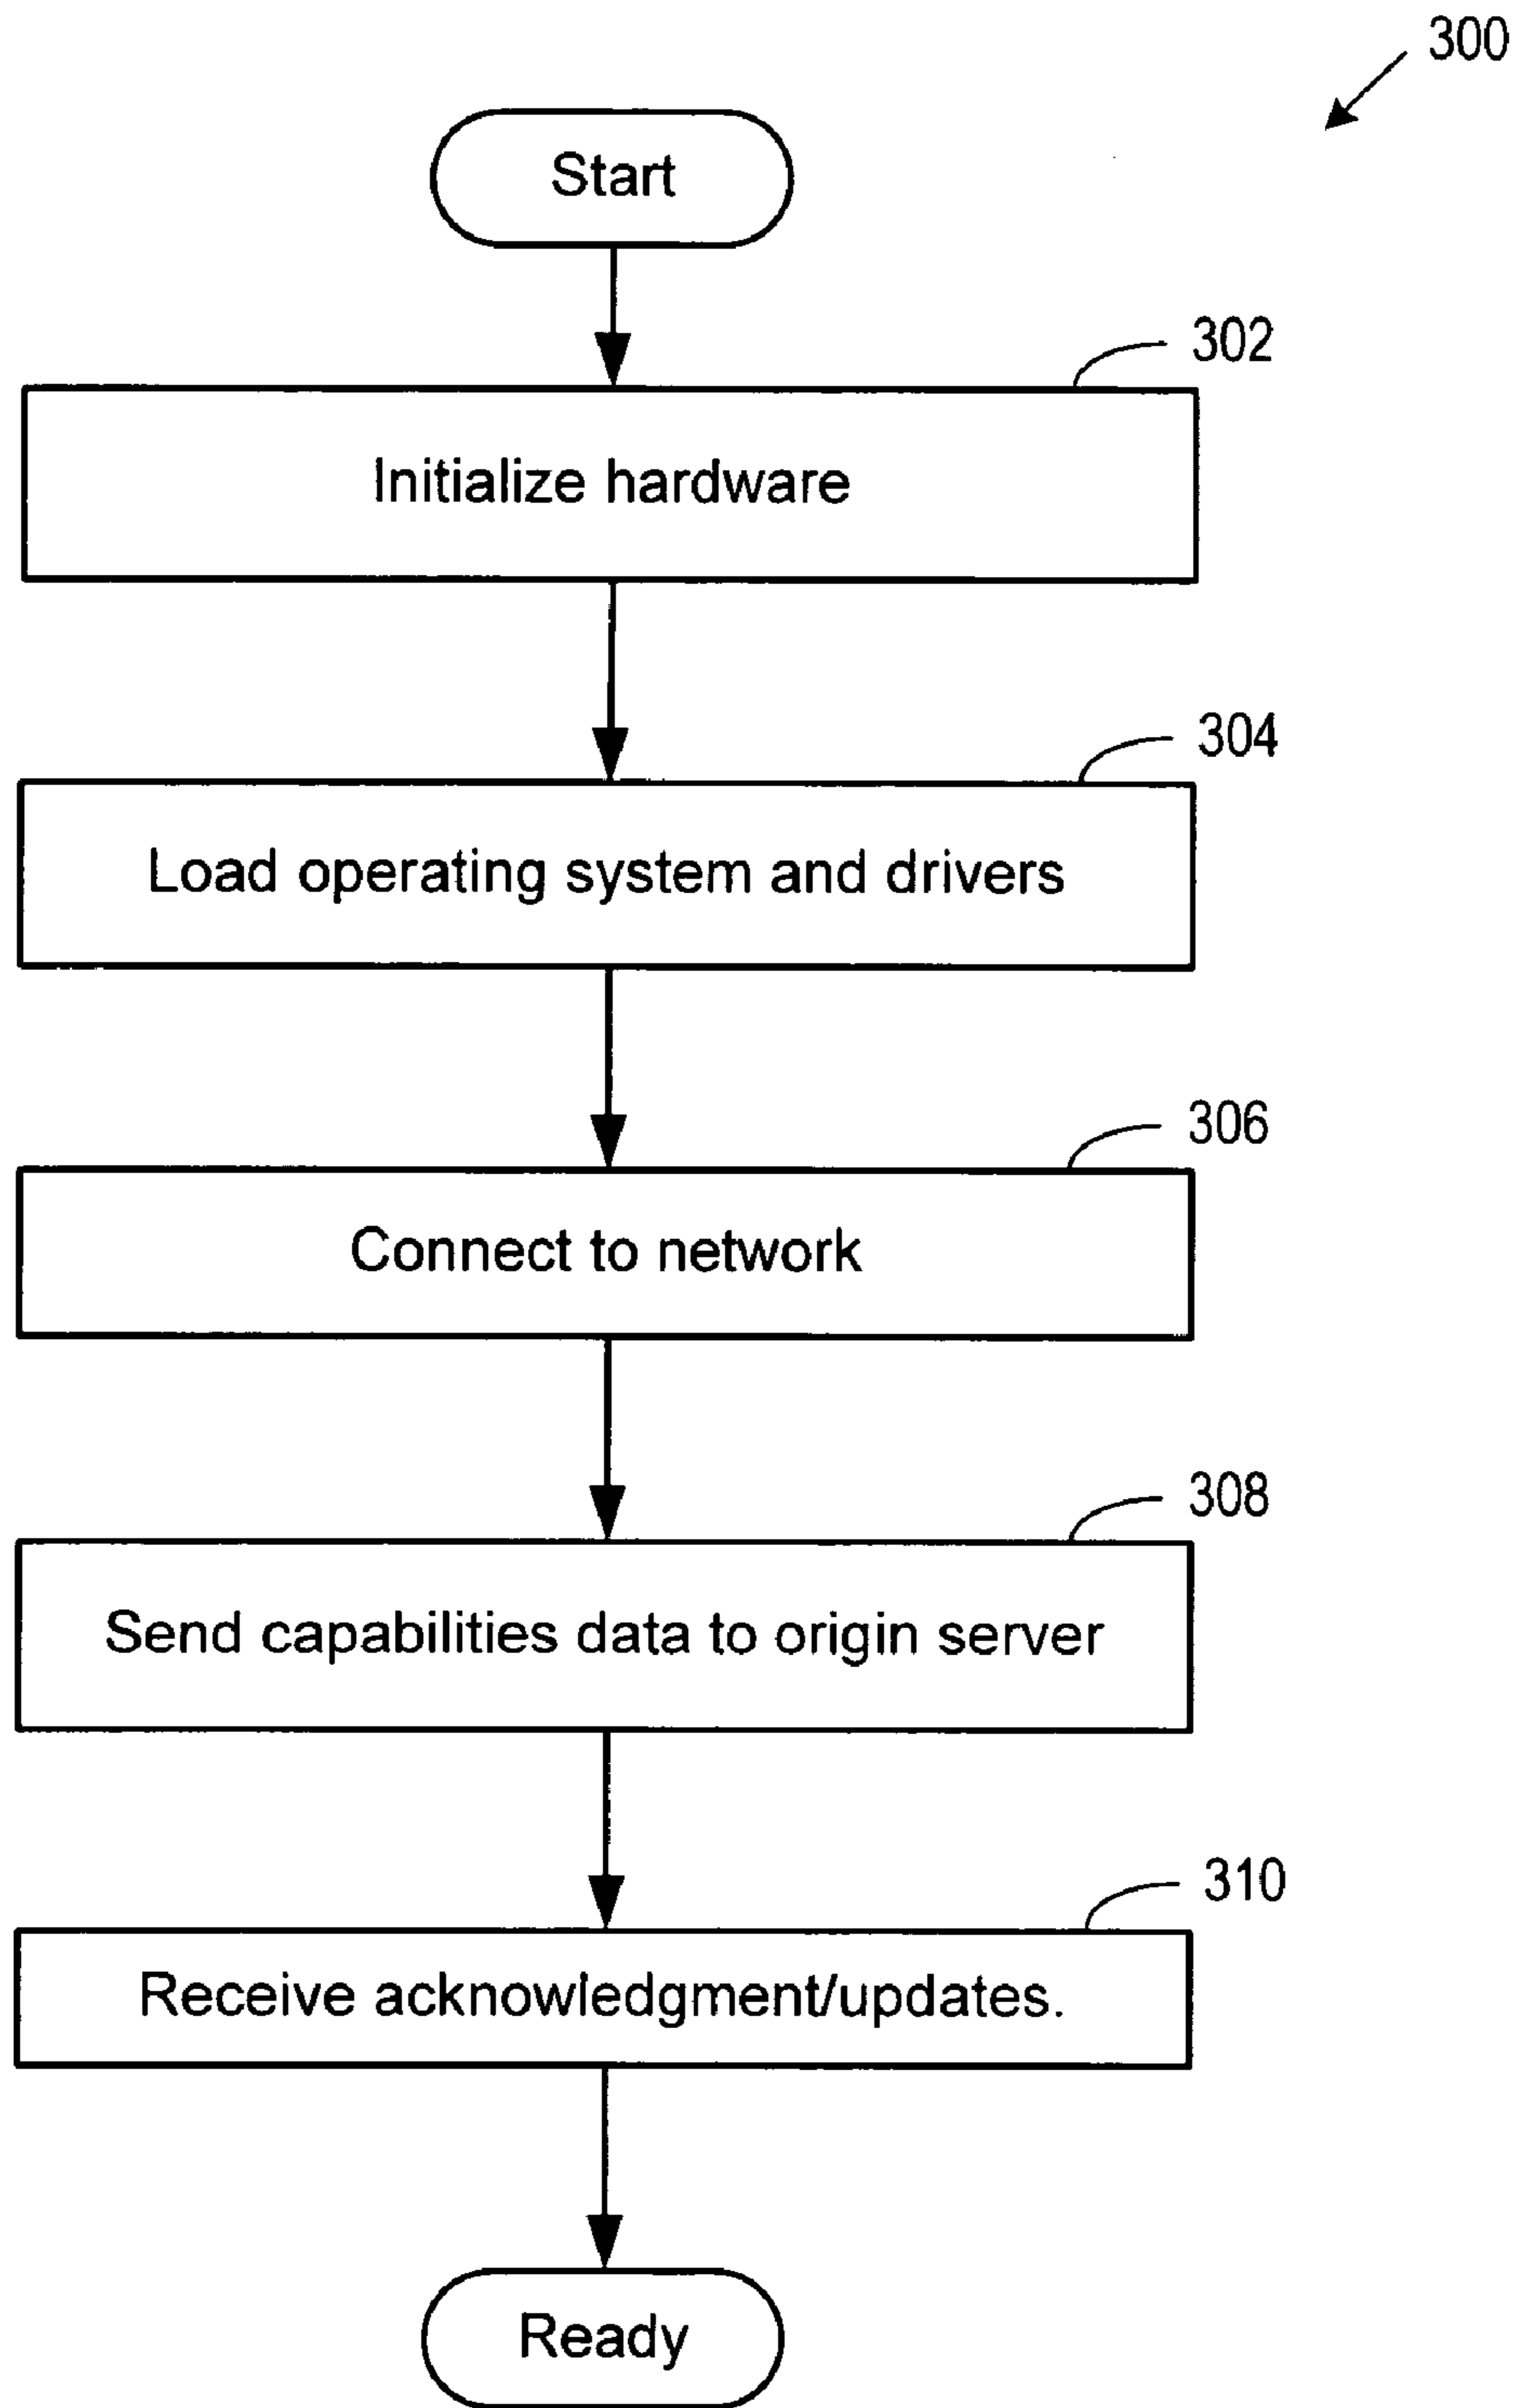 300
Start
302
Initialize hardware
304
Load operating system and drivers
306
Connect to network
308
Send capabilities data to origin server
310
Receive acknowledgment/updates.
Ready